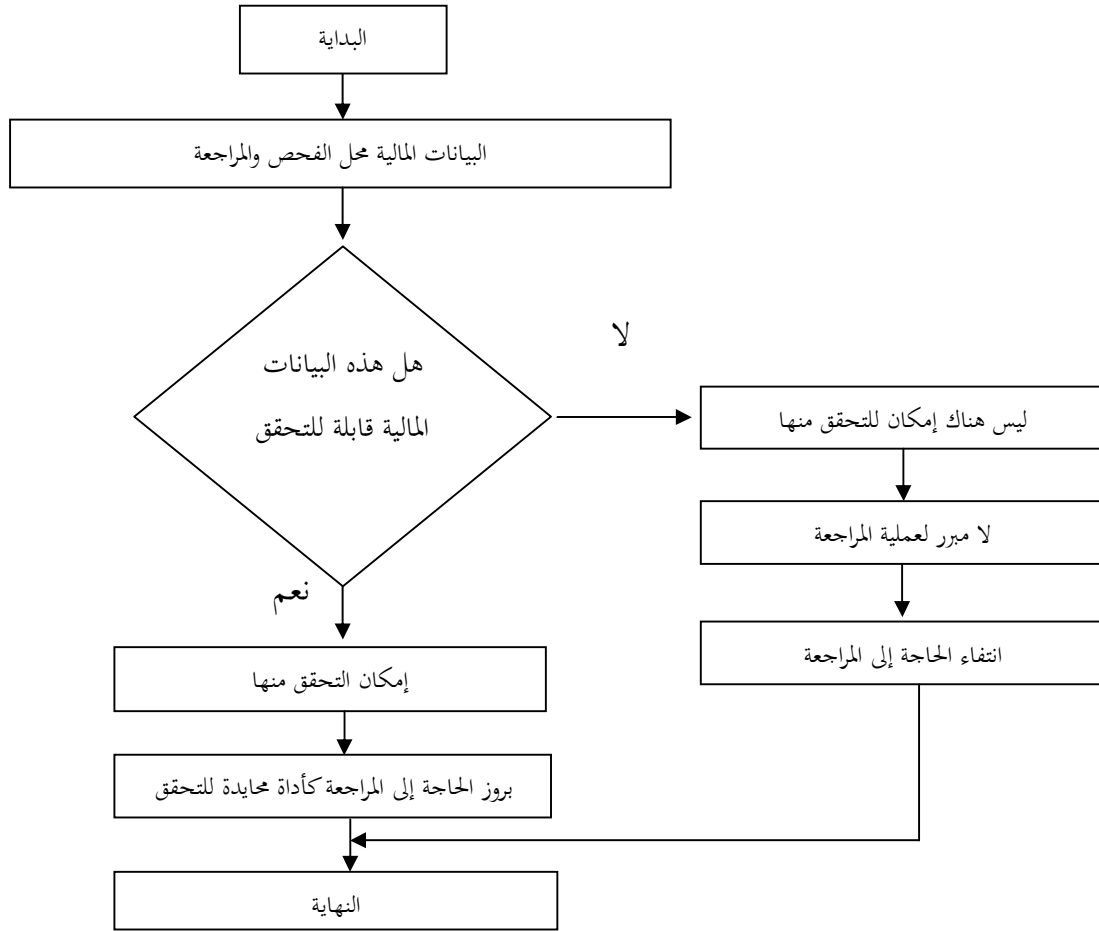 البداية
البيانات المالية محل الفحص والمراجعة
هل هذه البيانات
المالية قابلة للتحقق
لا
ليس هناك إمكان للتحقق منها
لا مبرر لعملية المراجعة
انتفاء الحاجة إلى المراجعة
نعم
إمكان التحقق منها
بروز الحاجة إلى المراجعة كأداة محايدة للتحقق
النهاية